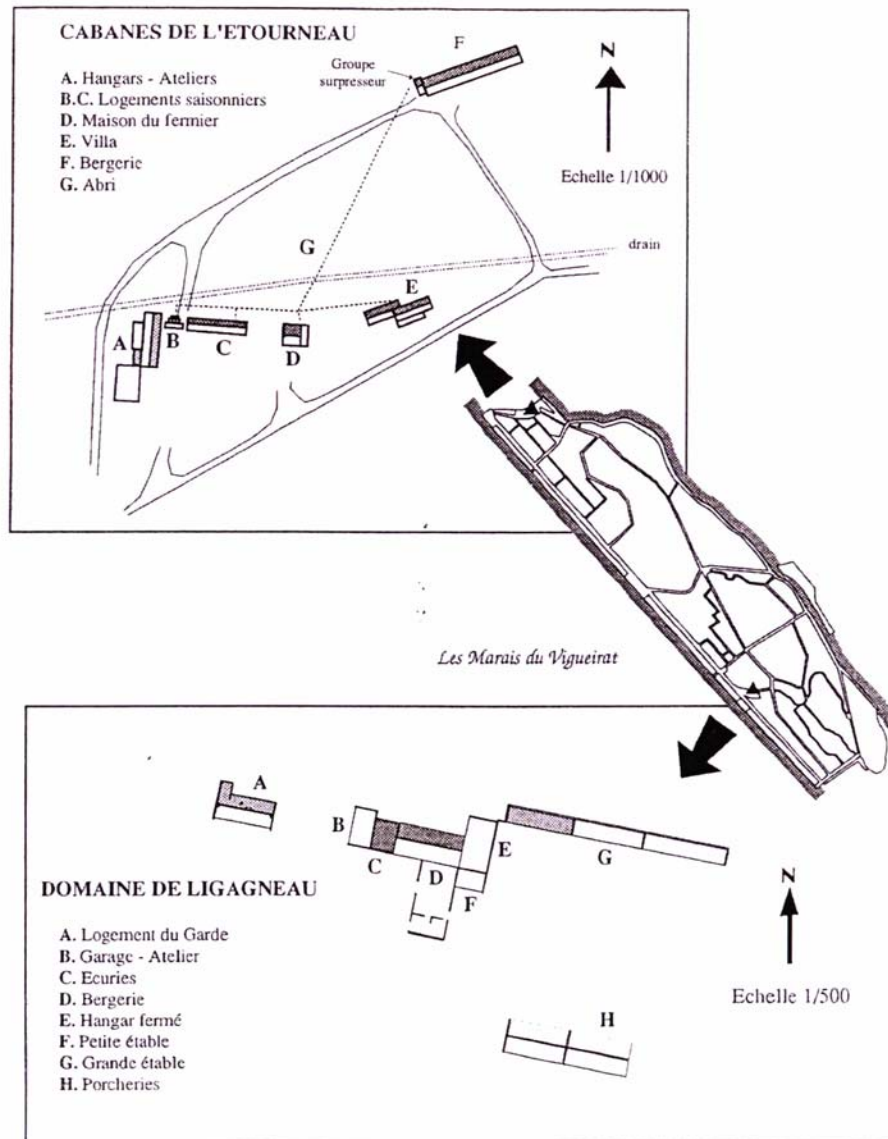 CABANES DE L'ETOURNEAU
A. Hangars - Ateliers
B.C. Logements saisonniers
D. Maison du fermier
E. Villa
F. Bergerie
G. Abri
Groupe
surpresseur
F
N
Echelle 1/1000
G
drain
E
A
B
C
D
Les Marais du Vigueirat
A
B
C
D
E
F
G
DOMAINE DE LIGAGNEAU
A. Logement du Garde
B. Garage - Atelier
C. Ecuries
D. Bergerie
E. Hangar fermé
F. Petite étable
G. Grande étable
H. Porcheries
N
Echelle 1/500
H